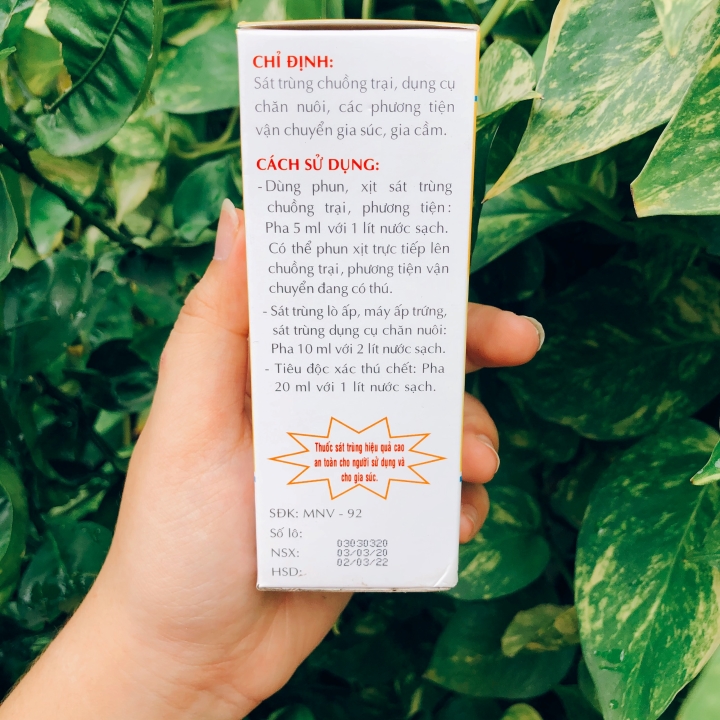 CHỈ ĐỊNH:
Sát trùng chuồng trại, dụng cụ
chăn nuôi, các phương tiện
vận chuyển gia súc, gia cầm.
CÁCH SỬ DỤNG:
- Dùng phun, xịt sát trùng
chuồng trại, phương tiện:
Pha 5 ml với 1 lít nước sạch.
Có thể phun xịt trực tiếp lên
chuồng trại, phương tiện vận
chuyển đang có thú.
- Sát trùng lò ấp, máy ấp trứng,
sát trùng dụng cụ chăn nuôi:
Pha 10 ml với 2 lít nước sạch.
- Tiêu độc xác thú chết: Pha
20 ml với 1 lít nước sạch.
Thuốc sát trùng hiệu quả cao
an toàn cho người sử dụng và
cho gia súc.
SĐK: MNV - 92
Số lô: 03030320
NSX: 03/03/20
HSD: 02/03/22